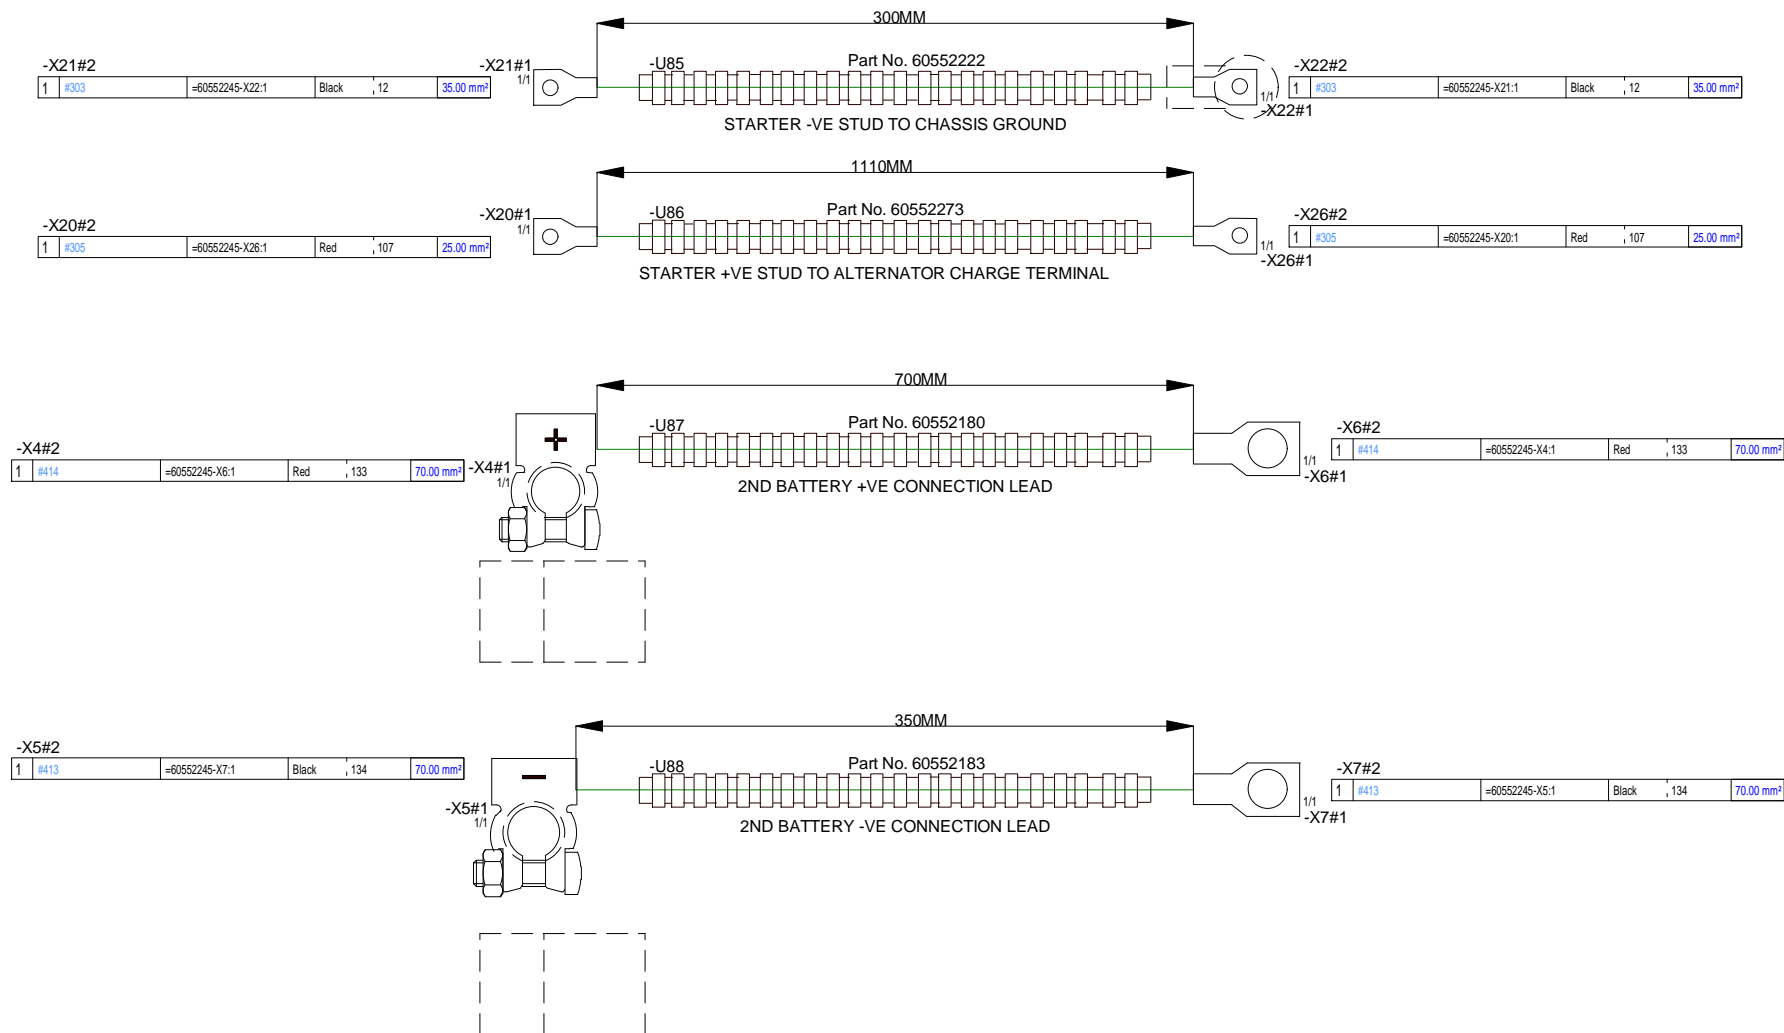 300MM
-X21#2
1 #303 =60552245-X22:1 Black , 12 35.00 mm²
-X21#1
1/1
-U85
Part No. 60552222
STARTER -VE STUD TO CHASSIS GROUND
-X22#2
1 #303 =60552245-X21:1 Black , 12 35.00 mm²
1/1
-X22#1
1110MM
-X20#2
1 #305 =60552245-X26:1 Red , 107 25.00 mm²
-X20#1
1/1
-U86
Part No. 60552273
STARTER +VE STUD TO ALTERNATOR CHARGE TERMINAL
-X26#2
1 #305 =60552245-X20:1 Red , 107 25.00 mm²
1/1
-X26#1
700MM
-X4#2
1 #414 =60552245-X6:1 Red , 133 70.00 mm²
-X4#1
1/1
+
-U87
Part No. 60552180
2ND BATTERY +VE CONNECTION LEAD
-X6#2
1 #414 =60552245-X4:1 Red , 133 70.00 mm²
1/1
-X6#1
350MM
-X5#2
1 #413 =60552245-X7:1 Black , 134 70.00 mm²
-X5#1
1/1
-
-U88
Part No. 60552183
2ND BATTERY -VE CONNECTION LEAD
-X7#2
1 #413 =60552245-X5:1 Black , 134 70.00 mm²
1/1
-X7#1